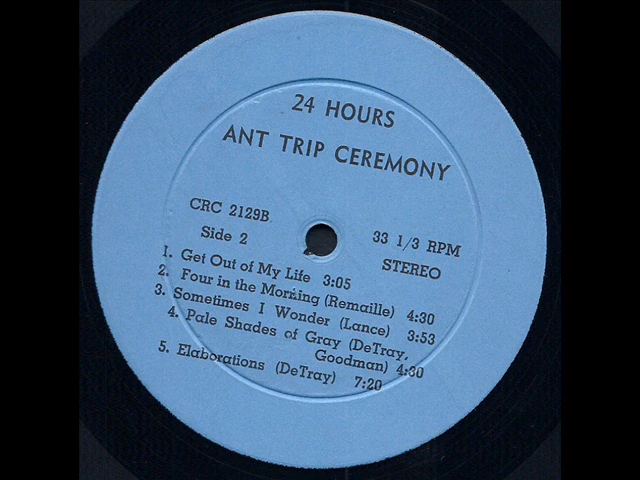 24 HOURS
ANT TRIP CEREMONY
CRC 2129B
Side 2
33 1/3 RPM
STEREO
1. Get Out of My Life 3:05
2. Four in the Morning (Remaille) 4:30
3. Sometimes I Wonder (Lance) 3:53
4. Pale Shades of Gray (DeTray,
Goodman) 4:30
5. Elaborations (DeTray) 7:20